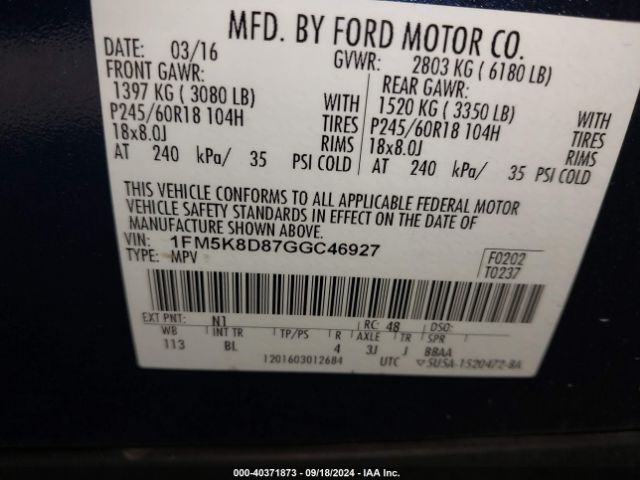 MFD. BY FORD MOTOR CO.
DATE: 03/16 GVWR: 2803 KG ( 6180 LB)
FRONT GAWR: REAR GAWR:
1397 KG ( 3080 LB) WITH 1520 KG ( 3350 LB) WITH
P245/60R18 104H TIRES P245/60R18 104H TIRES
18x8.0J RIMS 18x8.0J RIMS
AT 240 kPa/ 35 PSI COLD AT 240 kPa/ 35 PSI COLD
THIS VEHICLE CONFORMS TO ALL APPLICABLE FEDERAL MOTOR
VEHICLE SAFETY STANDARDS IN EFFECT ON THE DATE OF
MANUFACTURE SHOWN ABOVE.
VIN: 1FM5K8D87GGC46927 F0202
TYPE: MPV T0237
EXT PNT: N1 RC: 48 DSO:
WB INT TR TP/PS R AXLE TR SPR
113 BL 4 3J J BBAA
1201603012684 UTC ▽5USA-1520472-BA
© 40371873 - 09/18/2024 - IAA Inc.